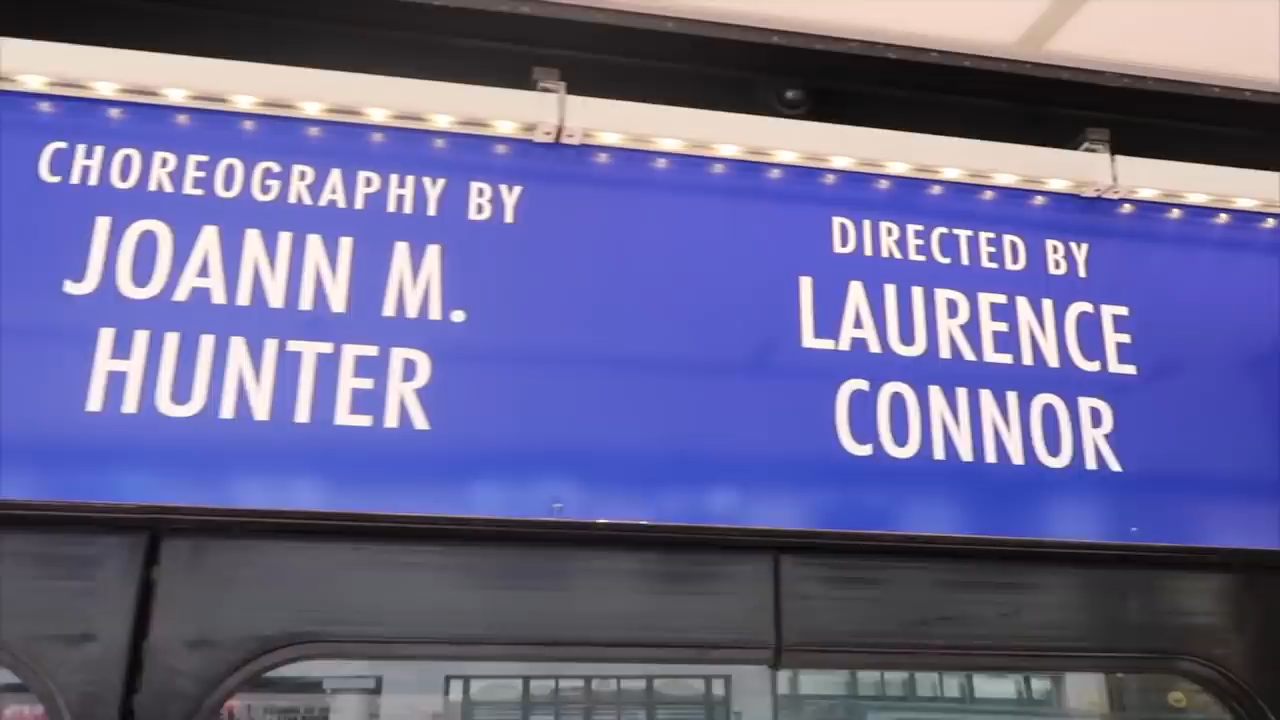 CHOREOGRAPHY BY
JOANN M.
HUNTER
DIRECTED BY
LAURENCE
CONNOR